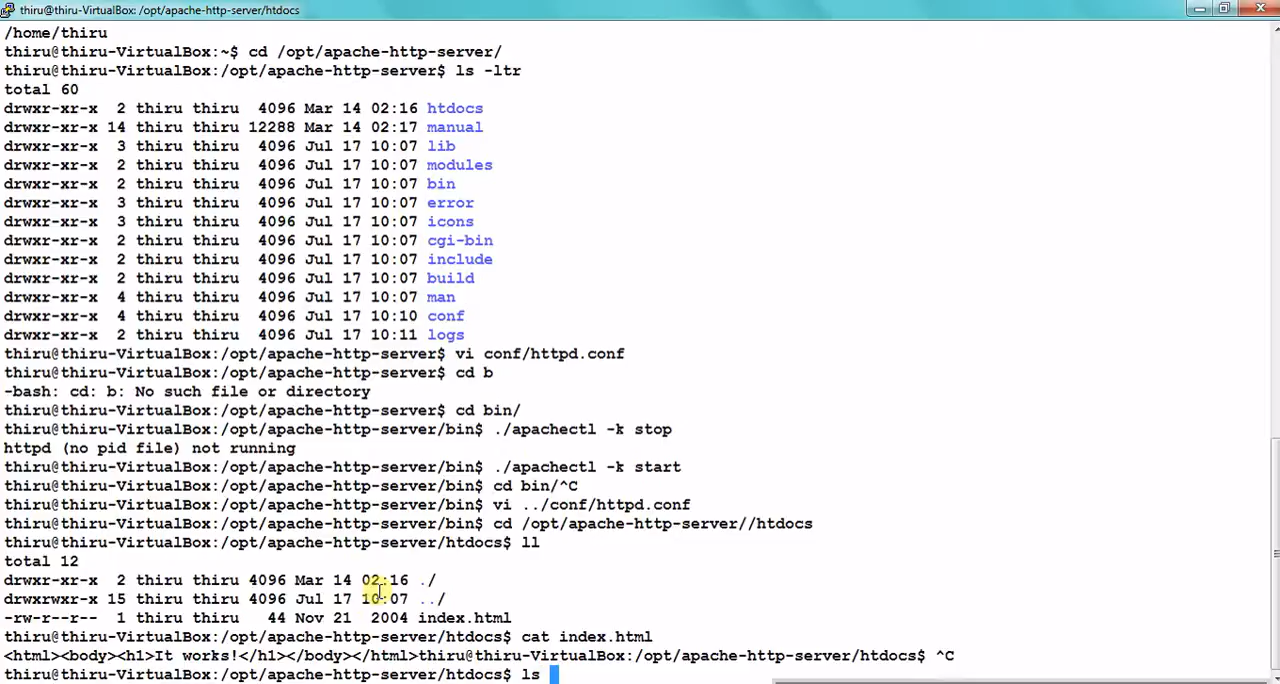 thiru@thiru-VirtualBox: /opt/apache-http-server/htdocs
/home/thiru
thiru@thiru-VirtualBox:~$ cd /opt/apache-http-server/
thiru@thiru-VirtualBox:/opt/apache-http-server$ ls -ltr
total 60
drwxr-xr-x  2 thiru thiru  4096 Mar 14 02:16 htdocs
drwxr-xr-x 14 thiru thiru 12288 Mar 14 02:17 manual
drwxr-xr-x  3 thiru thiru  4096 Jul 17 10:07 lib
drwxr-xr-x  2 thiru thiru  4096 Jul 17 10:07 modules
drwxr-xr-x  2 thiru thiru  4096 Jul 17 10:07 bin
drwxr-xr-x  3 thiru thiru  4096 Jul 17 10:07 error
drwxr-xr-x  3 thiru thiru  4096 Jul 17 10:07 icons
drwxr-xr-x  2 thiru thiru  4096 Jul 17 10:07 cgi-bin
drwxr-xr-x  2 thiru thiru  4096 Jul 17 10:07 include
drwxr-xr-x  2 thiru thiru  4096 Jul 17 10:07 build
drwxr-xr-x  4 thiru thiru  4096 Jul 17 10:07 man
drwxr-xr-x  4 thiru thiru  4096 Jul 17 10:10 conf
drwxr-xr-x  2 thiru thiru  4096 Jul 17 10:11 logs
thiru@thiru-VirtualBox:/opt/apache-http-server$ vi conf/httpd.conf
thiru@thiru-VirtualBox:/opt/apache-http-server$ cd b
-bash: cd: b: No such file or directory
thiru@thiru-VirtualBox:/opt/apache-http-server$ cd bin/
thiru@thiru-VirtualBox:/opt/apache-http-server/bin$ ./apachectl -k stop
httpd (no pid file) not running
thiru@thiru-VirtualBox:/opt/apache-http-server/bin$ ./apachectl -k start
thiru@thiru-VirtualBox:/opt/apache-http-server/bin$ cd bin/^C
thiru@thiru-VirtualBox:/opt/apache-http-server/bin$ vi ../conf/httpd.conf
thiru@thiru-VirtualBox:/opt/apache-http-server/bin$ cd /opt/apache-http-server//htdocs
thiru@thiru-VirtualBox:/opt/apache-http-server/htdocs$ ll
total 12
drwxr-xr-x  2 thiru thiru 4096 Mar 14 02:16 ./
drwxrwxr-x 15 thiru thiru 4096 Jul 17 10:07 ../
-rw-r--r--  1 thiru thiru   44 Nov 21  2004 index.html
thiru@thiru-VirtualBox:/opt/apache-http-server/htdocs$ cat index.html
<html><body><h1>It works!</h1></body></html>thiru@thiru-VirtualBox:/opt/apache-http-server/htdocs$ ^C
thiru@thiru-VirtualBox:/opt/apache-http-server/htdocs$ ls